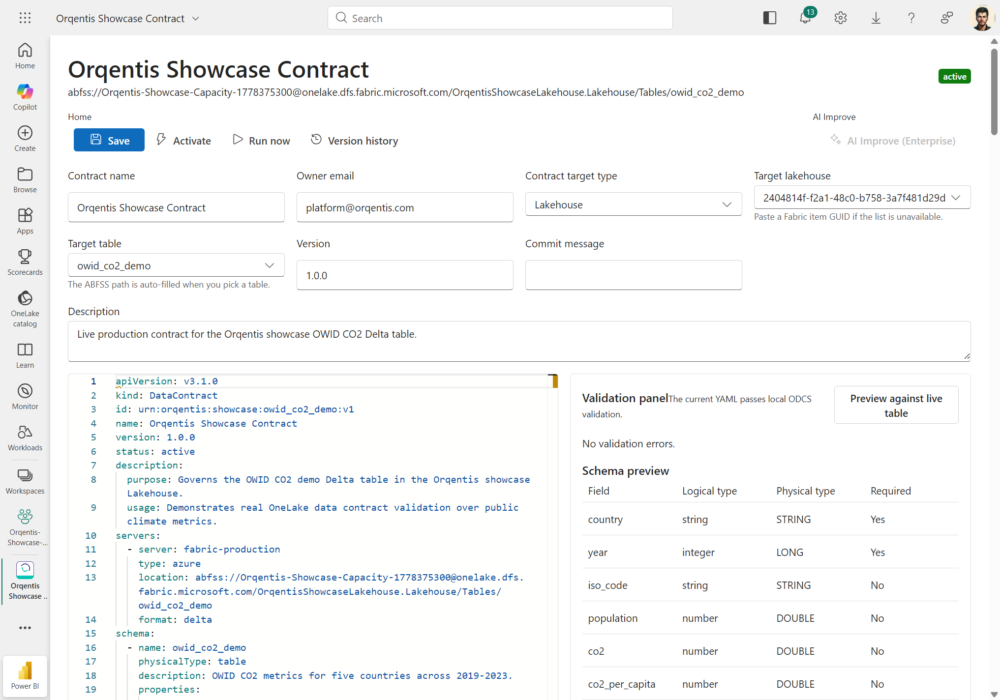 Orqentis Showcase Contract
Search
13
Home
Copilot
Create
Browse
Apps
Scorecards
OneLake
catalog
Learn
Monitor
Workloads
Workspaces
Orqentis-
Showcase-...
Orqentis
Showcase ..
Power BI
Orqentis Showcase Contract
active
abfss://Orqentis-Showcase-Capacity-1778375300@onelake.dfs.fabric.microsoft.com/OrqentisShowcaseLakehouse.Lakehouse/Tables/owid_co2_demo
Home
AI Improve
Save
Activate
Run now
Version history
AI Improve (Enterprise)
Contract name
Owner email
Contract target type
Target lakehouse
Orqentis Showcase Contract
platform@orqentis.com
Lakehouse
2404814f-f2a1-48c0-b758-3a7f481d29d
Paste a Fabric item GUID if the list is unavailable.
Target table
Version
Commit message
owid_co2_demo
1.0.0
The ABFSS path is auto-filled when you pick a table.
Description
Live production contract for the Orqentis showcase OWID CO2 Delta table.
1 apiVersion: v3.1.0
2 kind: DataContract
3 id: urn:orqentis:showcase:owid_co2_demo:v1
4 name: Orqentis Showcase Contract
5 version: 1.0.0
6 status: active
7 description:
8 purpose: Governs the OWID CO2 demo Delta table in the Orqentis showcase
Lakehouse.
9 usage: Demonstrates real OneLake data contract validation over public
climate metrics.
10 servers:
11 - server: fabric-production
12 type: azure
13 location: abfss://Orqentis-Showcase-Capacity-1778375300@onelake.dfs.
fabric.microsoft.com/OrqentisShowcaseLakehouse.Lakehouse/Tables/
owid_co2_demo
14 format: delta
15 schema:
16 - name: owid_co2_demo
17 physicalType: table
18 description: OWID CO2 metrics for five countries across 2019-2023.
19 properties:
Validation panelThe current YAML passes local ODCS
validation.
Preview against live
table
No validation errors.
Schema preview
Field Logical type Physical type Required
country string STRING Yes
year integer LONG Yes
iso_code string STRING No
population number DOUBLE No
co2 number DOUBLE No
co2_per_capita number DOUBLE No